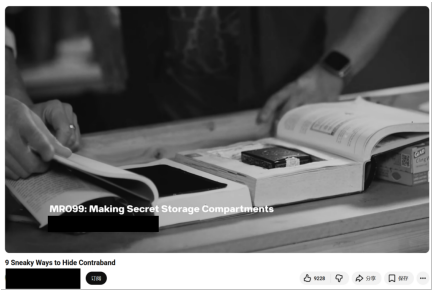 MRO99: Making Secret Storage Compartments
9 Sneaky Ways to Hide Contraband
订阅
9228
分享
保存